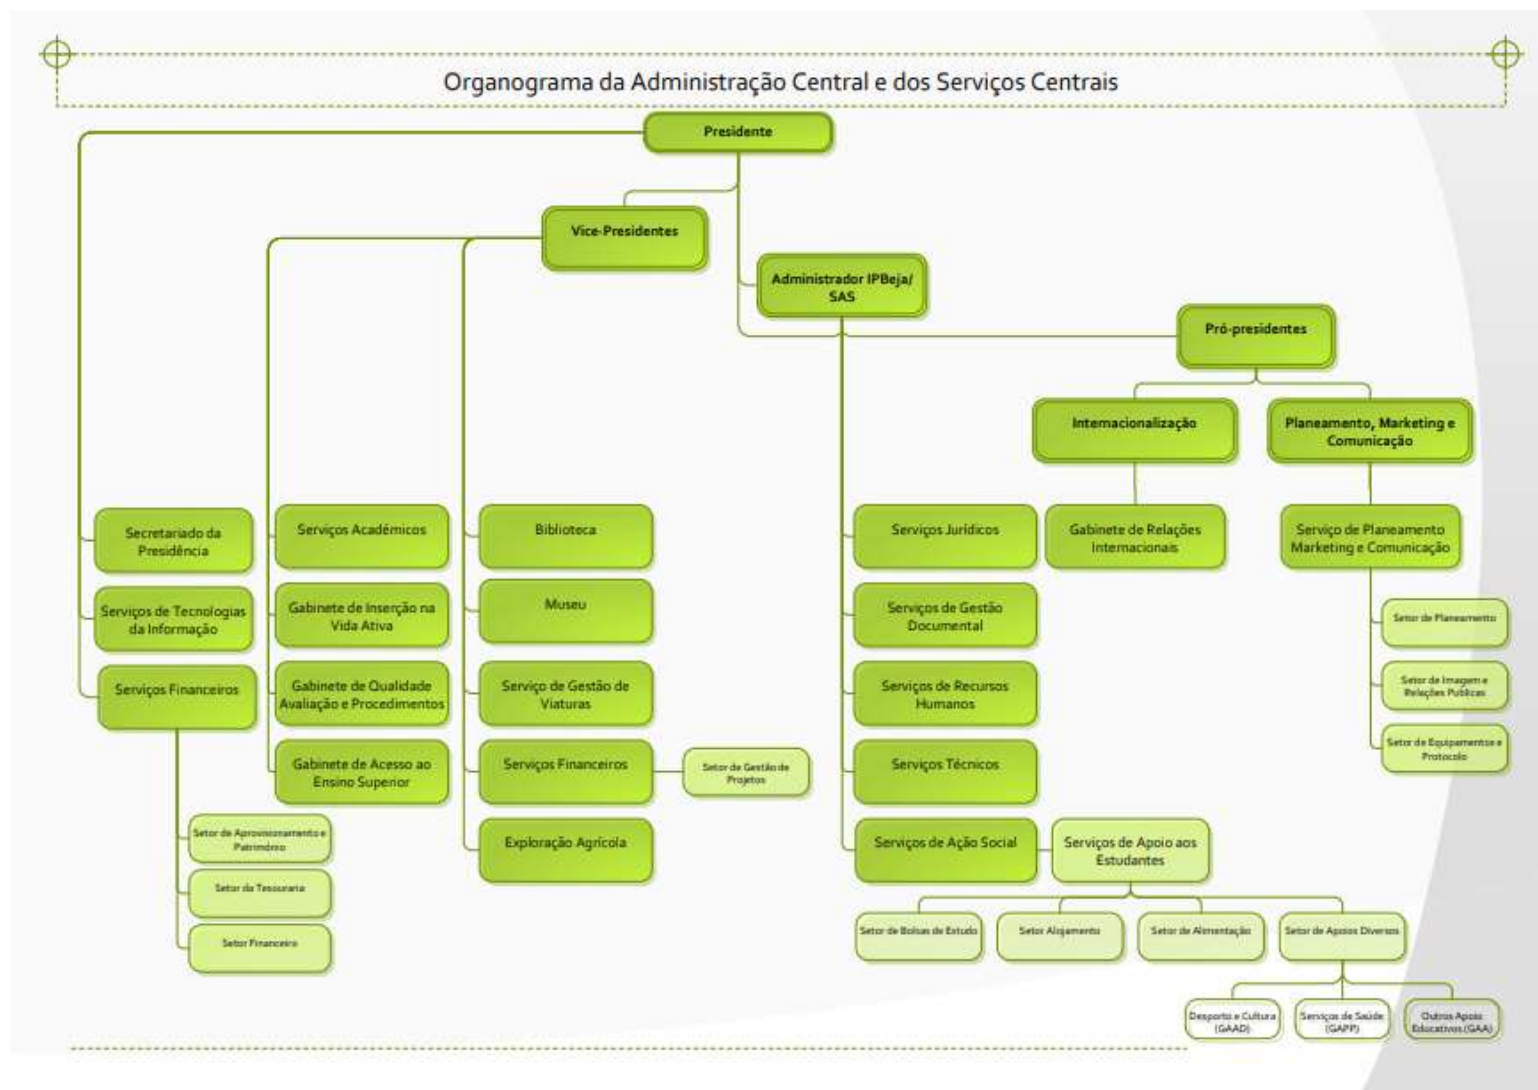 Organograma da Administração Central e dos Serviços Centrais
Presidente
Vice-Presidentes
Administrador IPBeja/
SAS
Pró-presidentes
Internacionalização
Planeamento, Marketing e
Comunicação
Secretariado da
Presidência
Serviços de Tecnologias
da Informação
Serviços Financeiros
Setor de Aprovisionamento e
Património
Setor da Tesouraria
Setor Financeiro
Serviços Académicos
Gabinete de Inserção na
Vida Ativa
Gabinete de Qualidade
Avaliação e Procedimentos
Gabinete de Acesso ao
Ensino Superior
Biblioteca
Museu
Serviço de Gestão de
Viaturas
Serviços Financeiros
Setor de Gestão de
Projetos
Exploração Agrícola
Serviços Jurídicos
Serviços de Gestão
Documental
Serviços de Recursos
Humanos
Serviços Técnicos
Serviços de Ação Social
Serviços de Apoio aos
Estudantes
Setor de Bolsas de Estudo
Setor Alojamento
Setor de Alimentação
Setor de Apoios Diversos
Desporto e Cultura
(GAAD)
Serviços de Saúde
(GAPP)
Outros Apoio
Educativos (GAA)
Gabinete de Relações
Internacionais
Serviço de Planeamento
Marketing e Comunicação
Setor de Planeamento
Setor de Imagem e
Relações Publicas
Setor de Equipamentos e
Protocolo